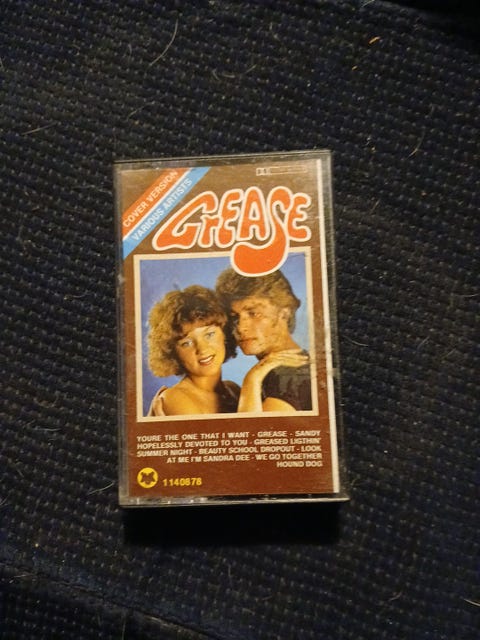 COVER VERSION
VARIOUS ARTISTS
GREASE
YOURE THE ONE THAT I WANT - GREASE - SANDY
HOPELESSLY DEVOTED TO YOU - GREASED LIGTHIN'
SUMMER NIGHT - BEAUTY SCHOOL DROPOUT - LOOK
AT ME I'M SANDRA DEE - WE GO TOGETHER
HOUND DOG
1140678